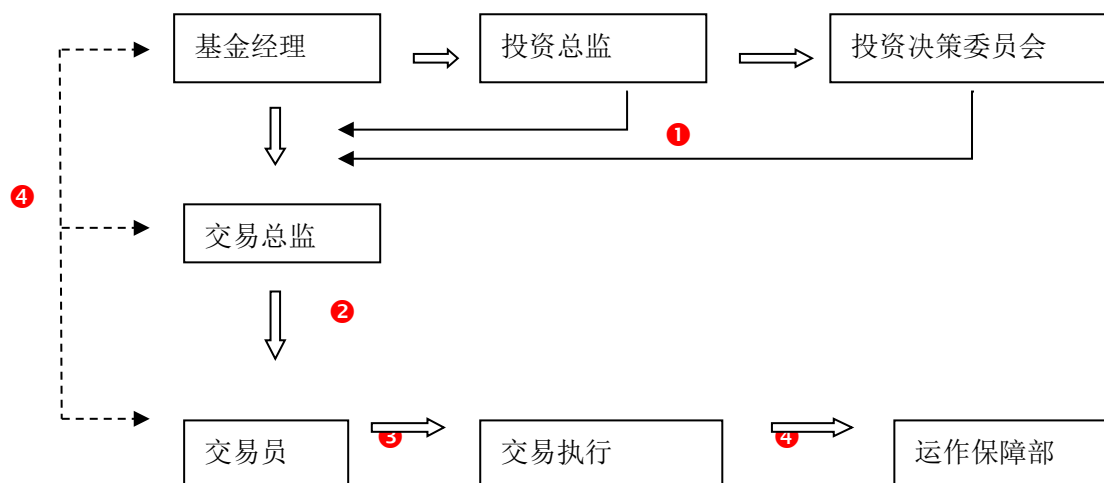 基金经理
投资总监
投资决策委员会
❶
❹
交易总监
❷
交易员
❸
交易执行
❹
运作保障部